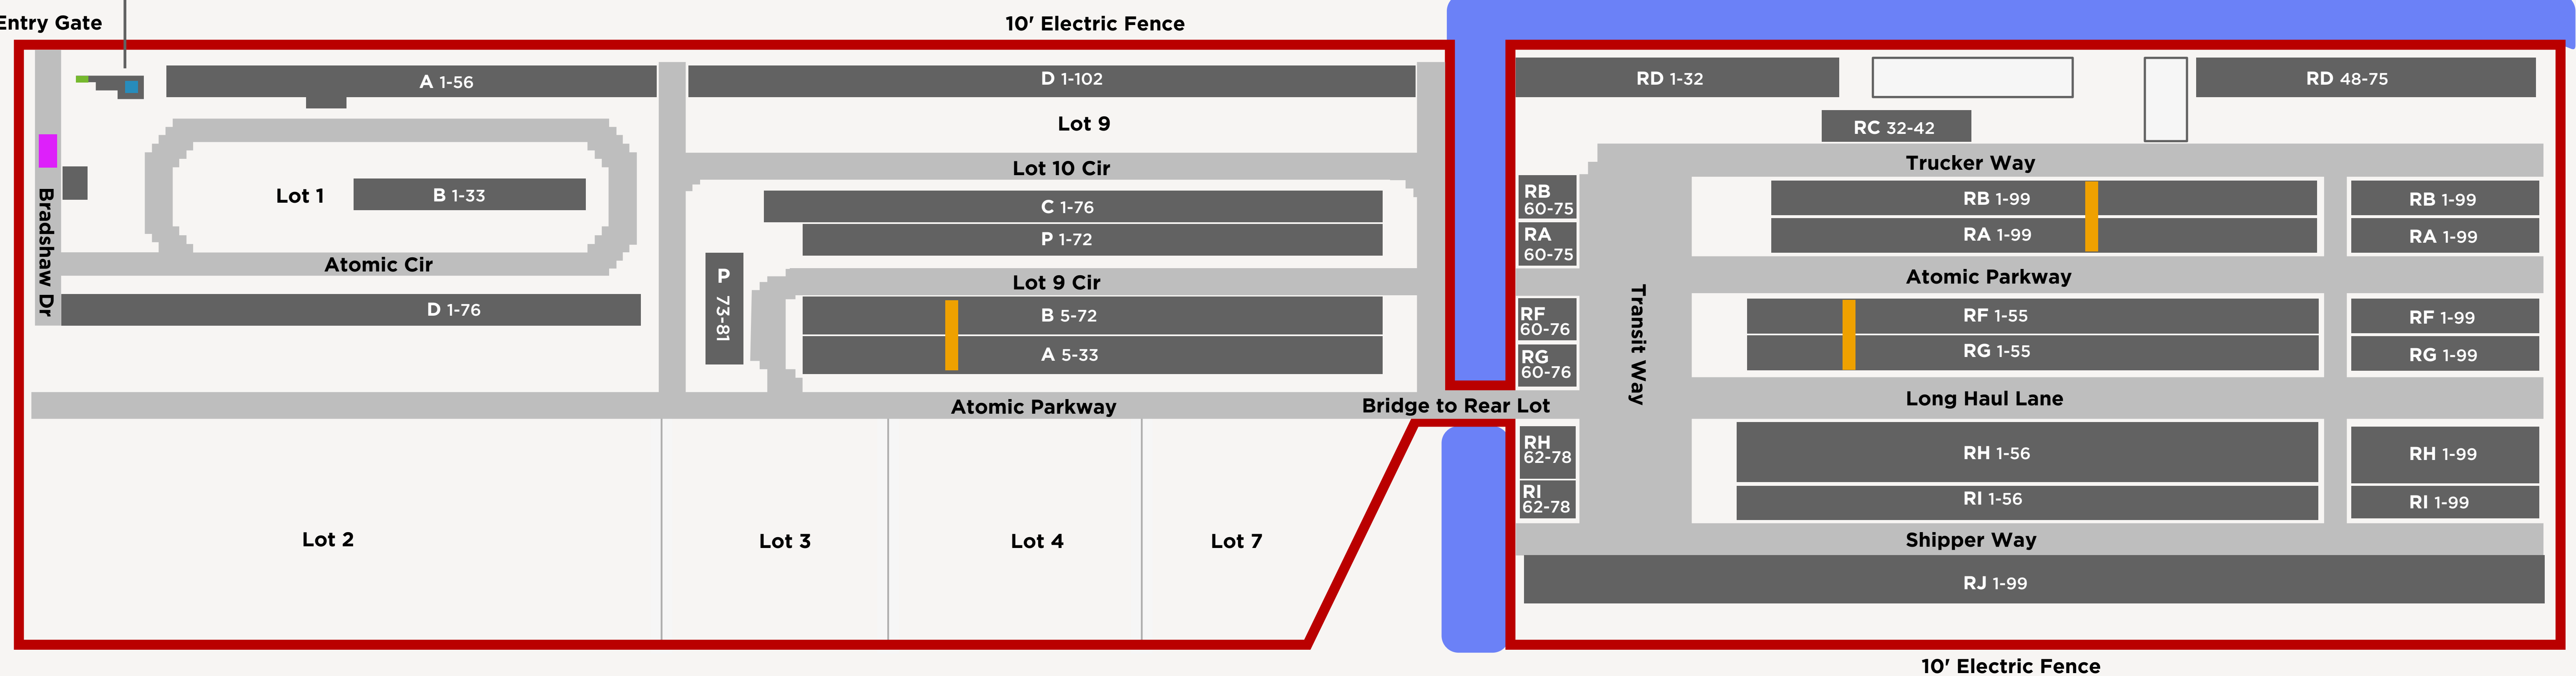 Entry Gate
10' Electric Fence
A 1-56
D 1-102
Lot 9
Lot 10 Cir
Lot 1
B 1-33
C 1-76
P 1-72
Bradshaw Dr
Atomic Cir
Lot 9 Cir
P 73-81
D 1-76
B 5-72
A 5-33
Atomic Parkway
Bridge to Rear Lot
Lot 2
Lot 3
Lot 4
Lot 7
RD 1-32
RD 48-75
RC 32-42
Trucker Way
RB
60-75
RB 1-99
RB 1-99
RA
60-75
RA 1-99
RA 1-99
Atomic Parkway
Transit Way
RF
60-76
RF 1-55
RF 1-99
RG
60-76
RG 1-55
RG 1-99
Long Haul Lane
RH
62-78
RH 1-56
RH 1-99
RI
62-78
RI 1-56
RI 1-99
Shipper Way
RJ 1-99
10' Electric Fence